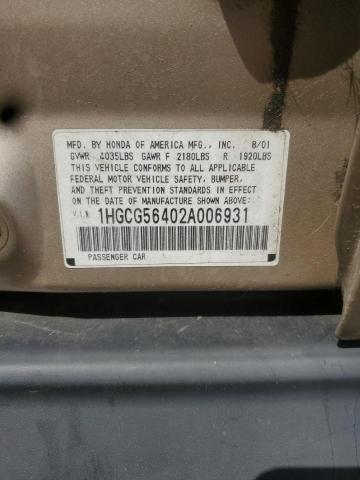 MFD. BY HONDA OF AMERICA MFG., INC. 8/01
GVWR 4035LBS GAWR F 2180LBS R 1920LBS
THIS VEHICLE CONFORMS TO ALL APPLICABLE
FEDERAL MOTOR VEHICLE SAFETY, BUMPER,
AND THEFT PREVENTION STANDARDS IN EFFECT
ON THE DATE OF MANUFACTURE SHOWN ABOVE:
V.I.N. 1HGCG56402A006931
PASSENGER CAR